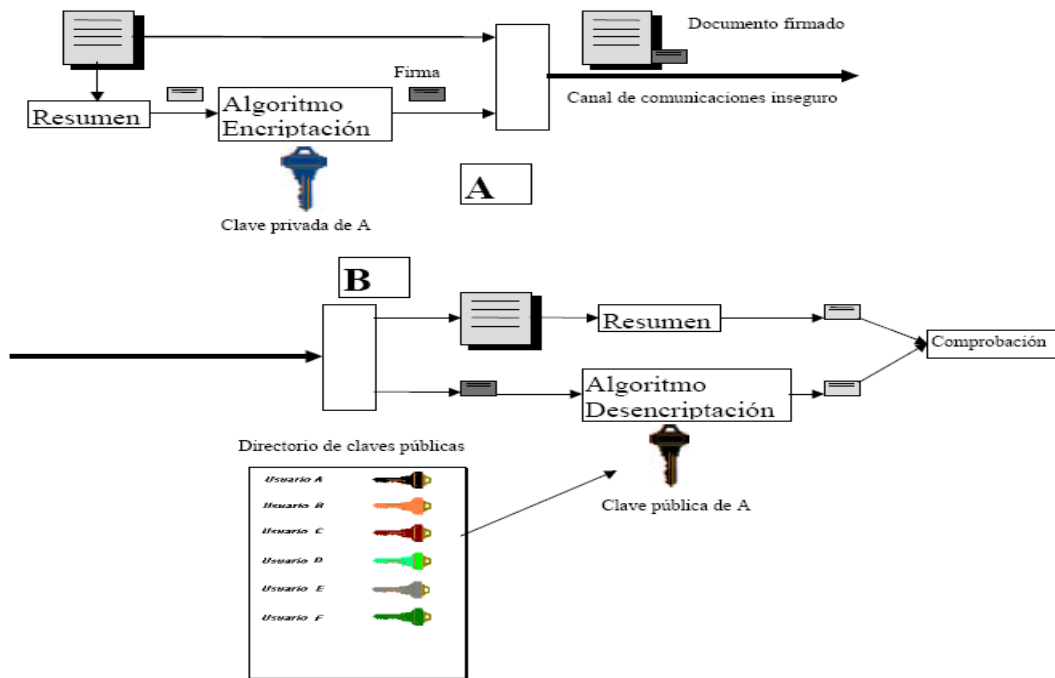 Documento firmado
Firma
Canal de comunicaciones inseguro
Resumen
Algoritmo
Encriptación
A
Clave privada de A
B
Resumen
Comprobación
Algoritmo
Desencriptación
Directorio de claves públicas
Clave pública de A
Usuario A
Usuario B
Usuario C
Usuario D
Usuario E
Usuario F